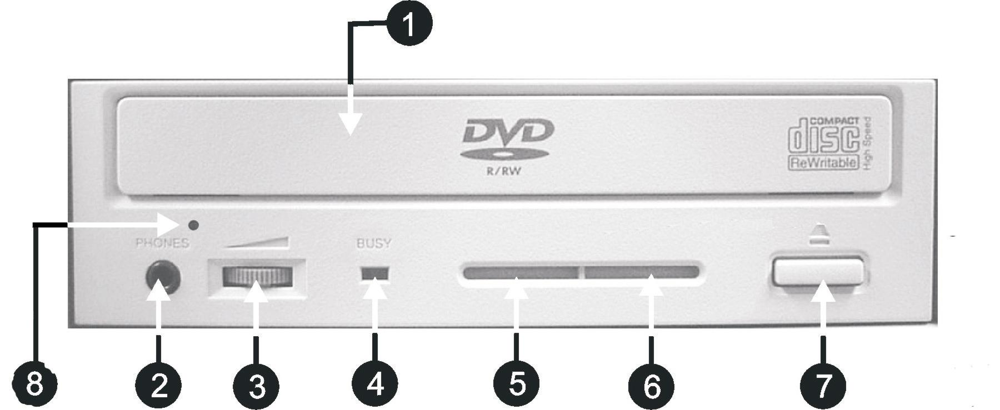 1
DVD
R/RW
COMPACT
disc
ReWritable
High Speed
PHONES
BUSY
8
2
3
4
5
6
7